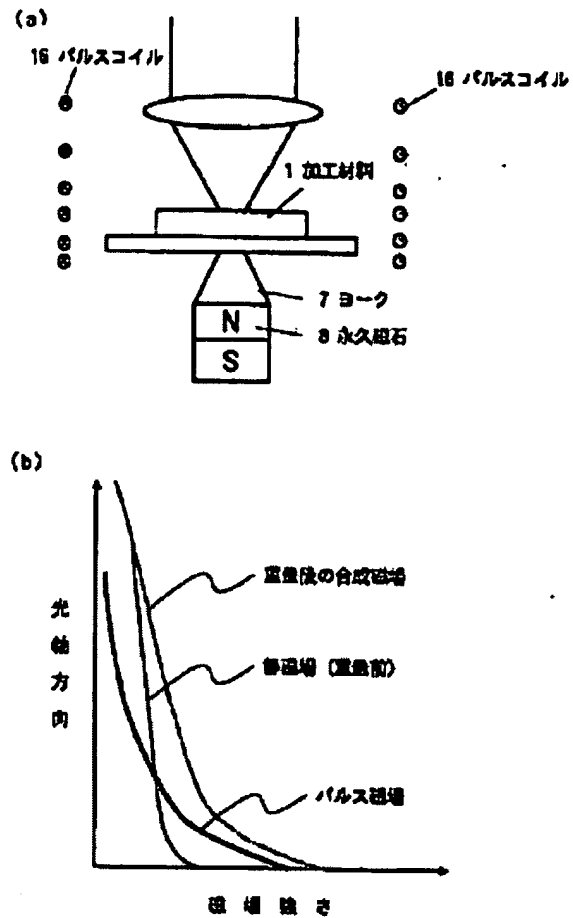 (a)
16 パルスコイル
16 パルスコイル
1 加工材料
7 ヨーク
8 永久磁石
N
S
(b)
重畳後の合成磁場
静磁場 (重畳前)
パルス磁場
光軸方向
磁場強さ